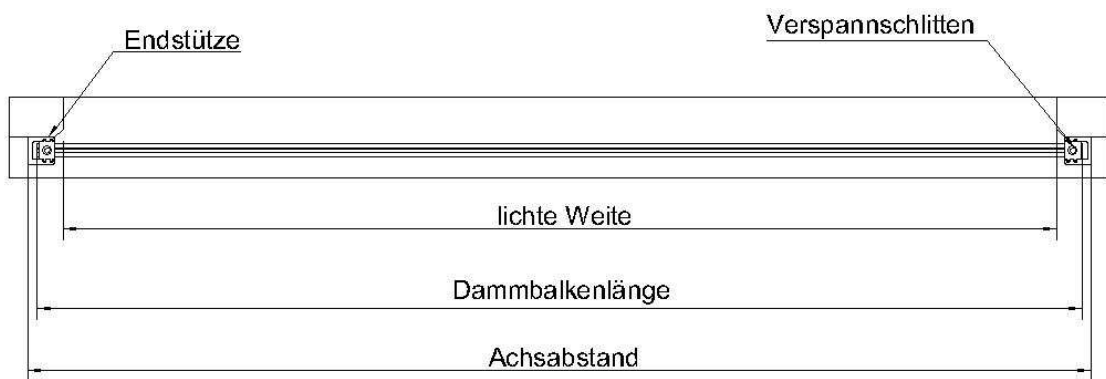 Endstütze
Verspannschlitten
lichte Weite
Dammbalkenlänge
Achsabstand